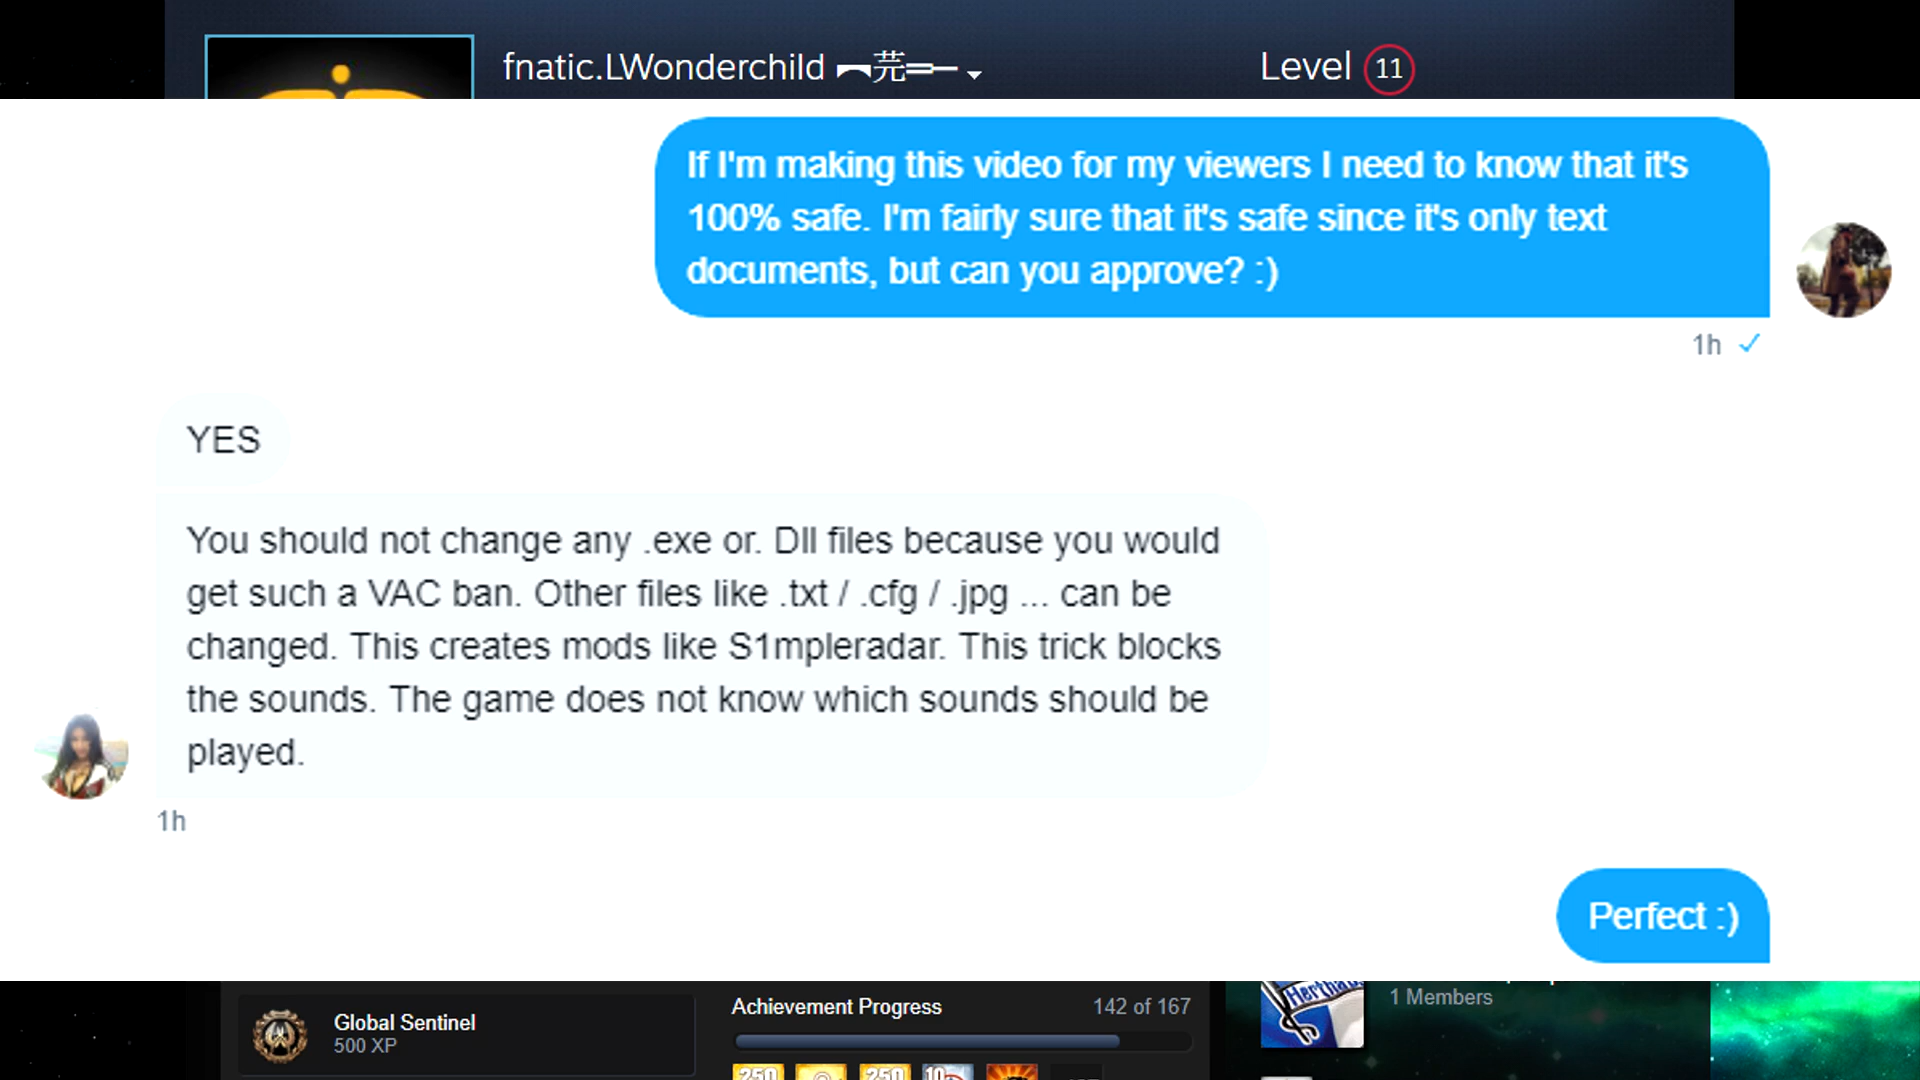 fnatic.LWonderchild ︻芫══─
Level 11
If I'm making this video for my viewers I need to know that it's
100% safe. I'm fairly sure that it's safe since it's only text
documents, but can you approve? :)
1h
YES
You should not change any .exe or. Dll files because you would
get such a VAC ban. Other files like .txt / .cfg / .jpg ... can be
changed. This creates mods like S1mpleradar. This trick blocks
the sounds. The game does not know which sounds should be
played.
1h
Perfect :)
Global Sentinel
500 XP
Achievement Progress
142 of 167
1 Members
250
250
10